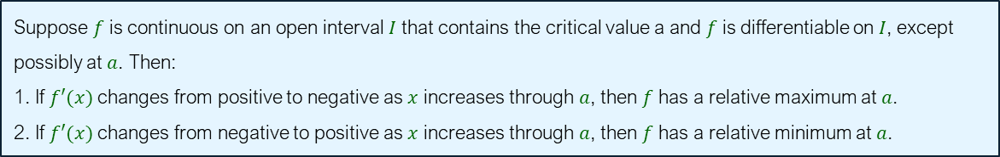 Suppose f is continuous on an open interval I that contains the critical value a and f is differentiable on I, except
possibly at a. Then:
1. If f′(x) changes from positive to negative as x increases through a, then f has a relative maximum at a.
2. If f′(x) changes from negative to positive as x increases through a, then f has a relative minimum at a.